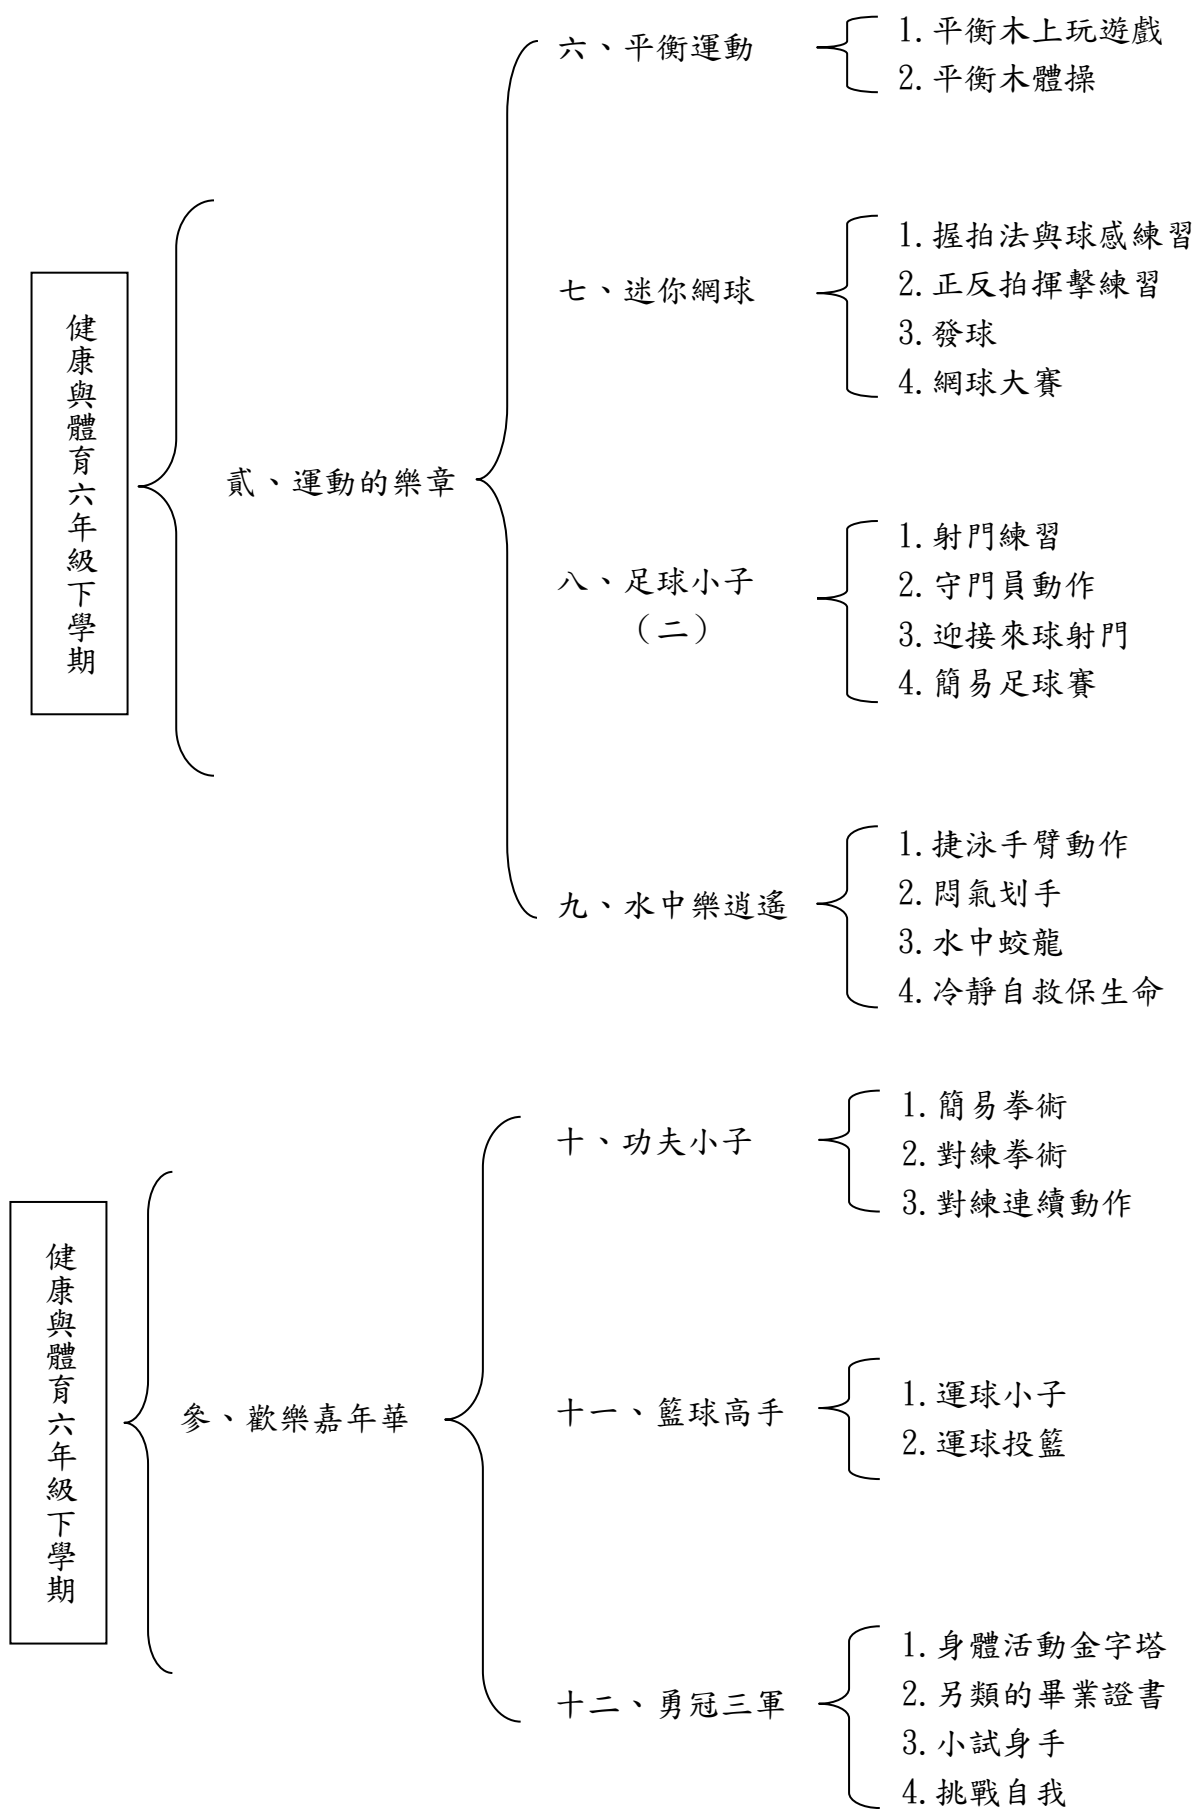 健康與體育六年級下學期
貳、運動的樂章
六、平衡運動
1.平衡木上玩遊戲
2.平衡木體操
七、迷你網球
1.握拍法與球感練習
2.正反拍揮擊練習
3.發球
4.網球大賽
八、足球小子
（二）
1.射門練習
2.守門員動作
3.迎接來球射門
4.簡易足球賽
九、水中樂逍遙
1.捷泳手臂動作
2.悶氣划手
3.水中蛟龍
4.冷靜自救保生命
健康與體育六年級下學期
參、歡樂嘉年華
十、功夫小子
1.簡易拳術
2.對練拳術
3.對練連續動作
十一、籃球高手
1.運球小子
2.運球投籃
十二、勇冠三軍
1.身體活動金字塔
2.另類的畢業證書
3.小試身手
4.挑戰自我